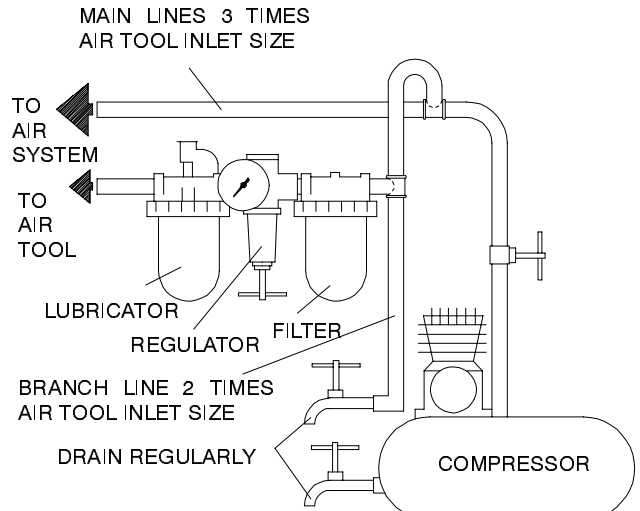 MAIN LINES 3 TIMES
AIR TOOL INLET SIZE
TO
AIR
SYSTEM
TO
AIR
TOOL
LUBRICATOR
REGULATOR
FILTER
BRANCH LINE 2 TIMES
AIR TOOL INLET SIZE
DRAIN REGULARLY
COMPRESSOR